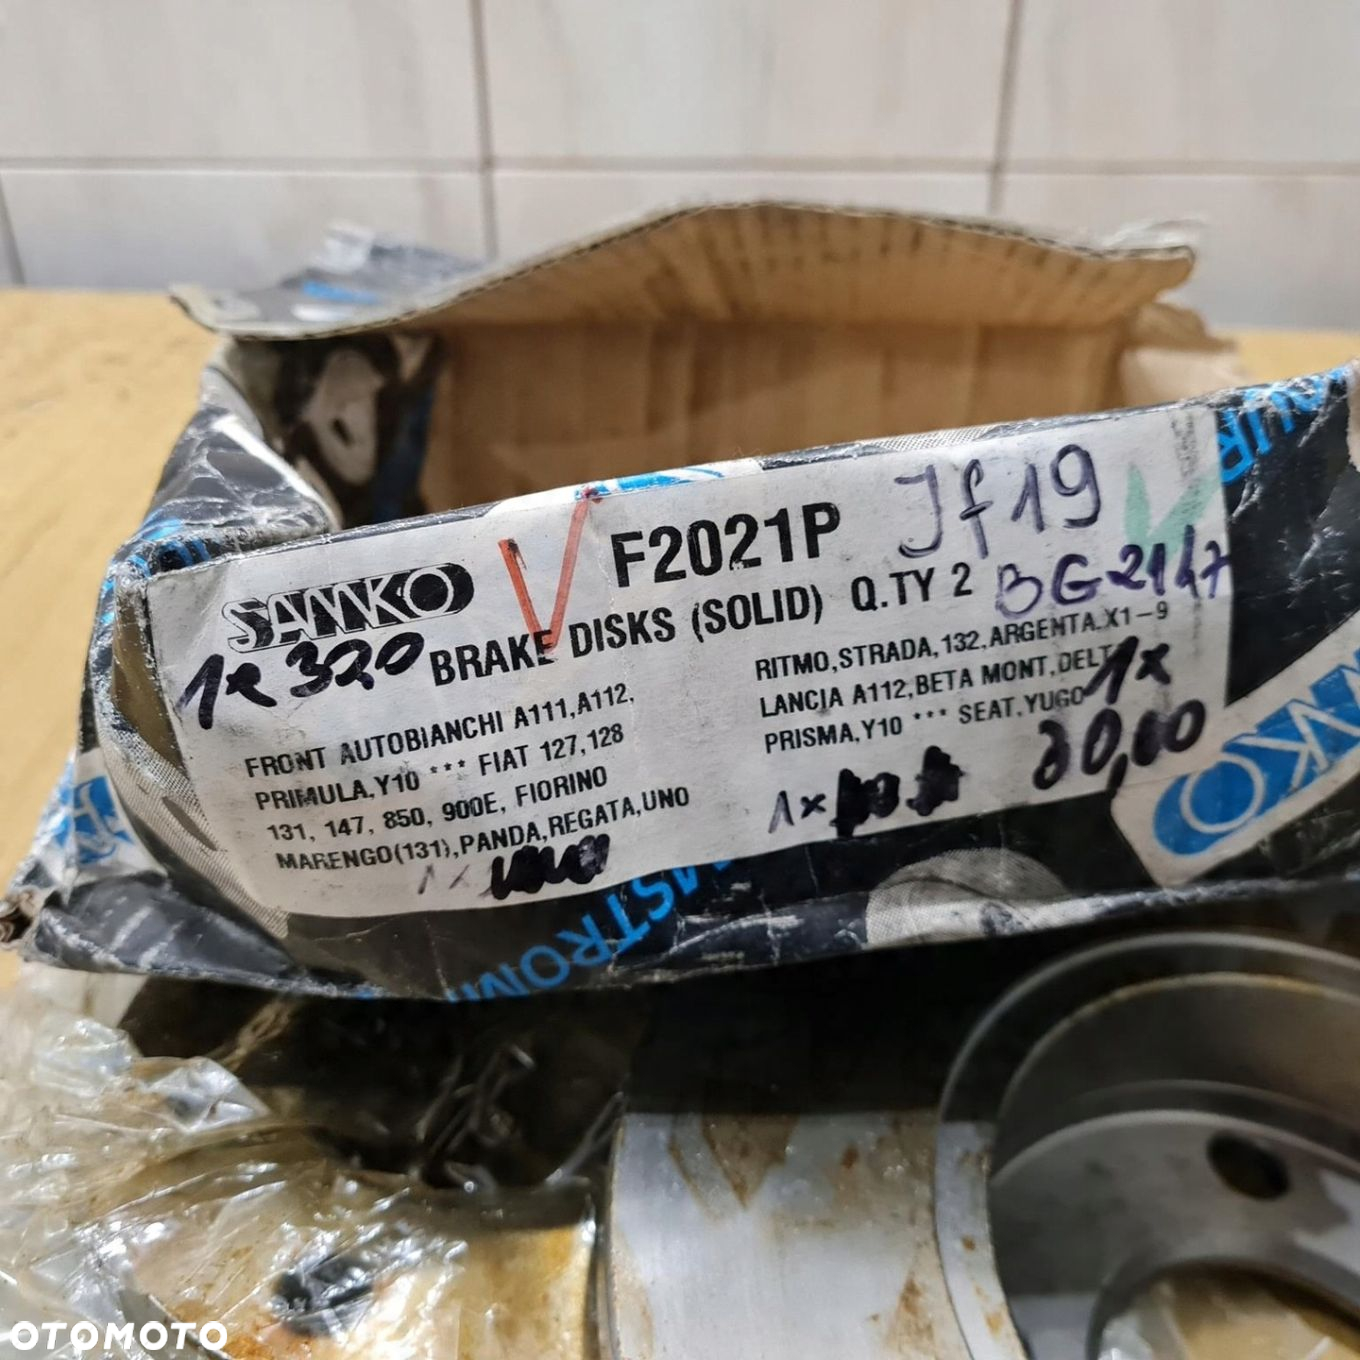 SAMKO
F2021P
Jf19
BRAKE DISKS (SOLID) Q.TY 2
BG2147
1x 320
FRONT AUTOBIANCHI A111,A112,
PRIMULA,Y10 *** FIAT 127,128
131, 147, 850, 900E, FIORINO
MARENGO(131),PANDA,REGATA,UNO
RITMO,STRADA,132,ARGENTA,X1-9
LANCIA A112,BETA MONT,DELT
PRISMA,Y10 *** SEAT.YUGO
1x
1x
1x
OTOMOTO